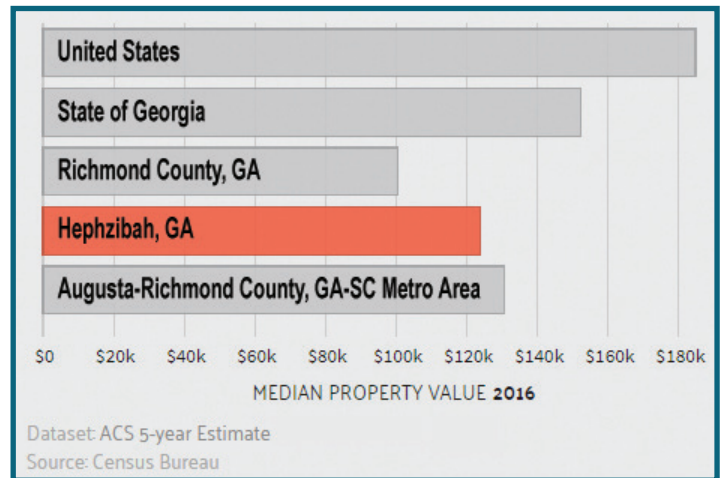 United States
State of Georgia
Richmond County, GA
Hephzibah, GA
Augusta-Richmond County, GA-SC Metro Area
$0 $20k $40k $60k $80k $100k $120k $140k $160k $180k
MEDIAN PROPERTY VALUE 2016
Dataset: ACS 5-year Estimate
Source: Census Bureau